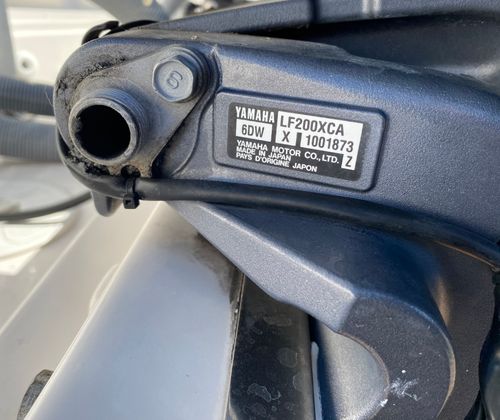 YAMAHA LF200XCA
6DW X 1001873
YAMAHA MOTOR CO., LTD.
MADE IN JAPAN
PAYS D'ORIGINE JAPON Z
8